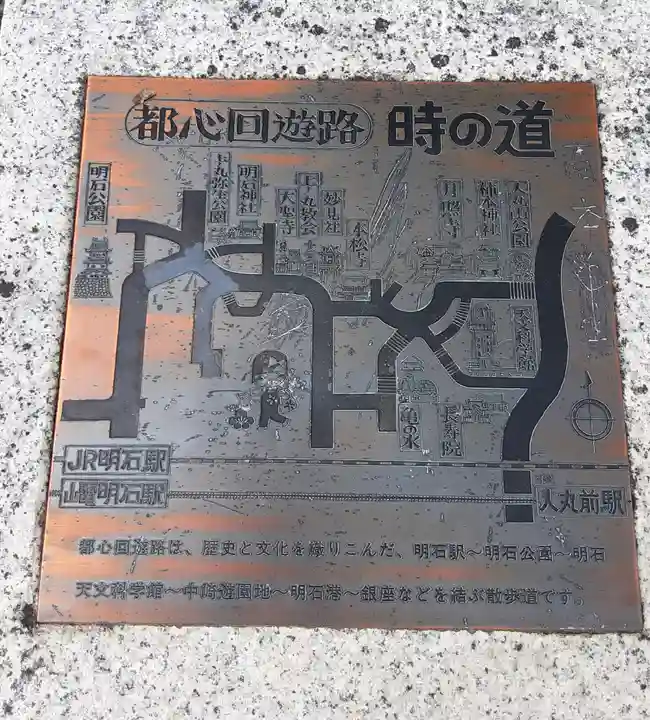 都心回遊路 時の道
明石公園
上ノ丸弥生公園
明石神社
大聖寺
上ノ丸教会
妙見社
本松寺
月照寺
柿本神社
人丸山公園
天文科学館
亀の水
長寿院
JR明石駅
山電明石駅
人丸前駅
都心回遊路は、歴史と文化を織りこんだ、明石駅〜明石公園〜明石
天文科学館〜中崎遊園地〜明石港〜銀座などを結ぶ散歩道です。